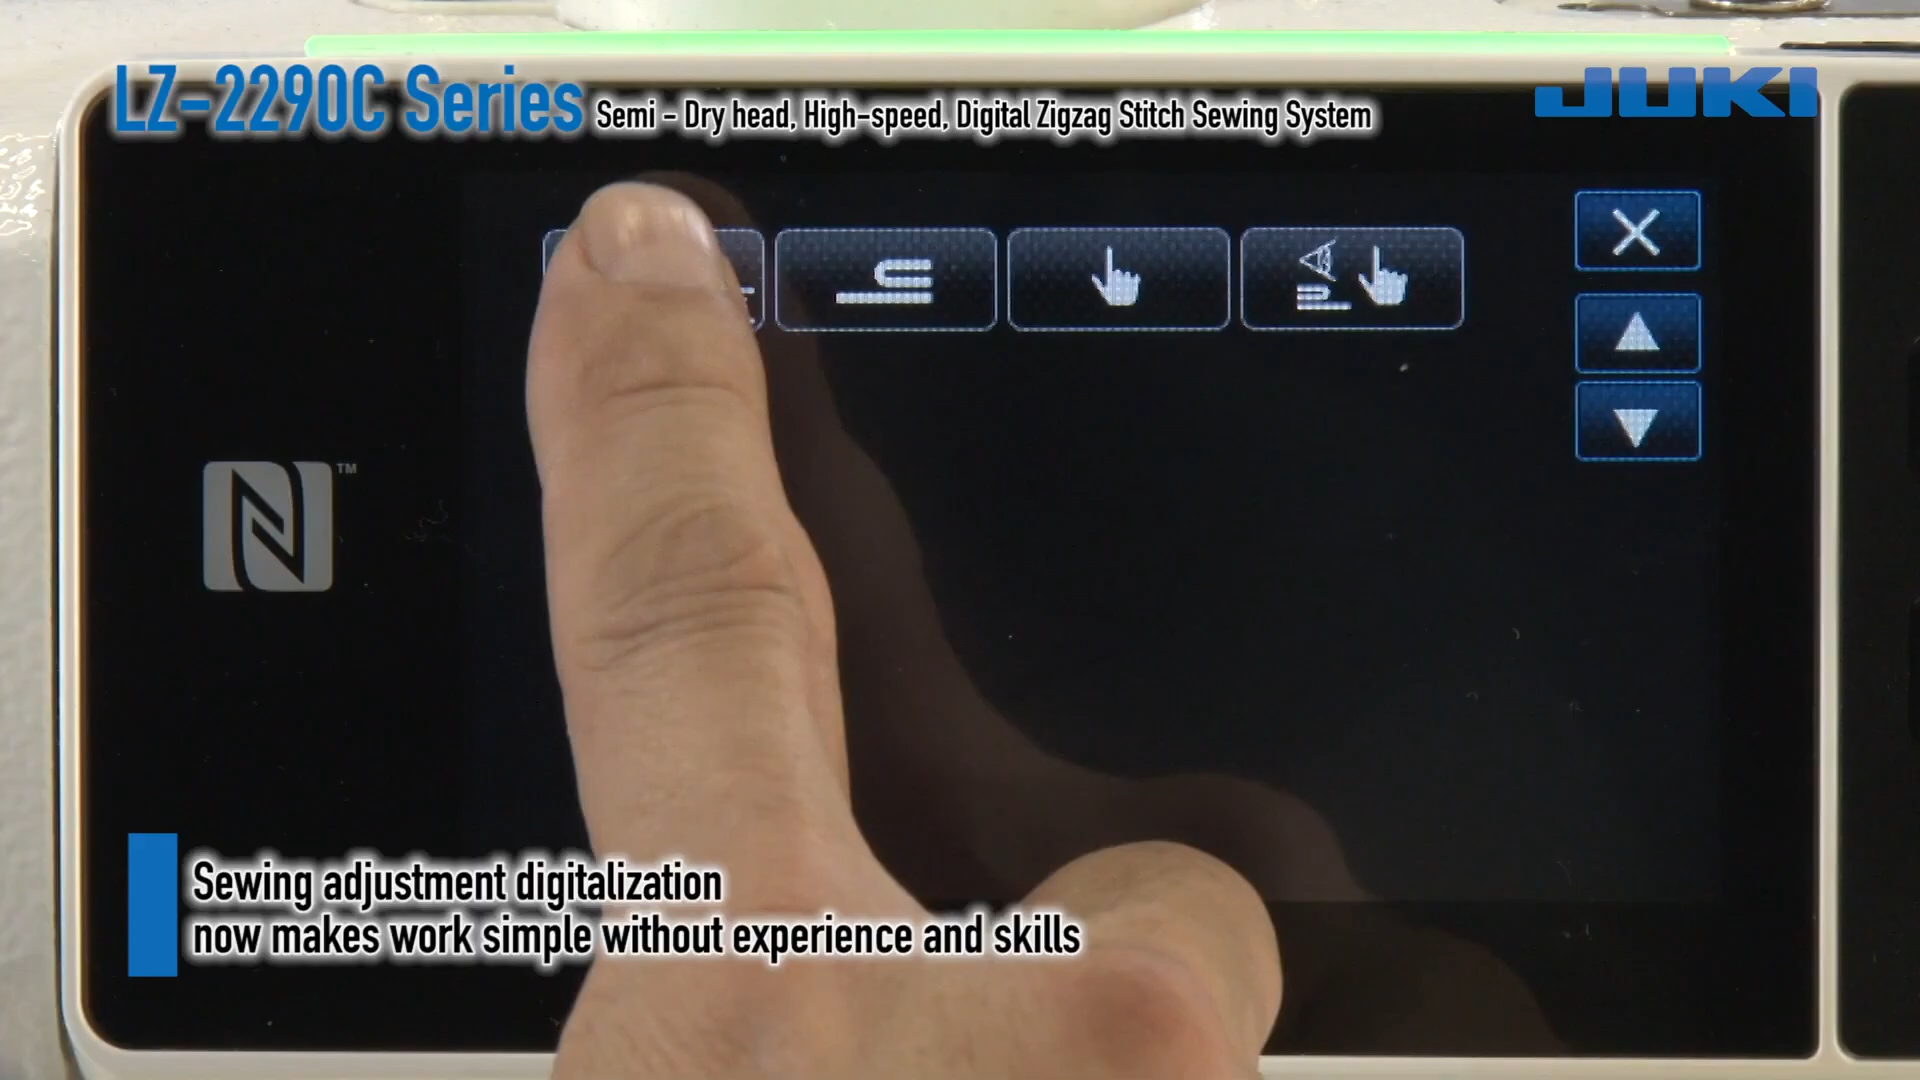 LZ-2290C Series Semi - Dry head, High-speed, Digital Zigzag Stitch Sewing System
JUKI
TM
Sewing adjustment digitalization
now makes work simple without experience and skills